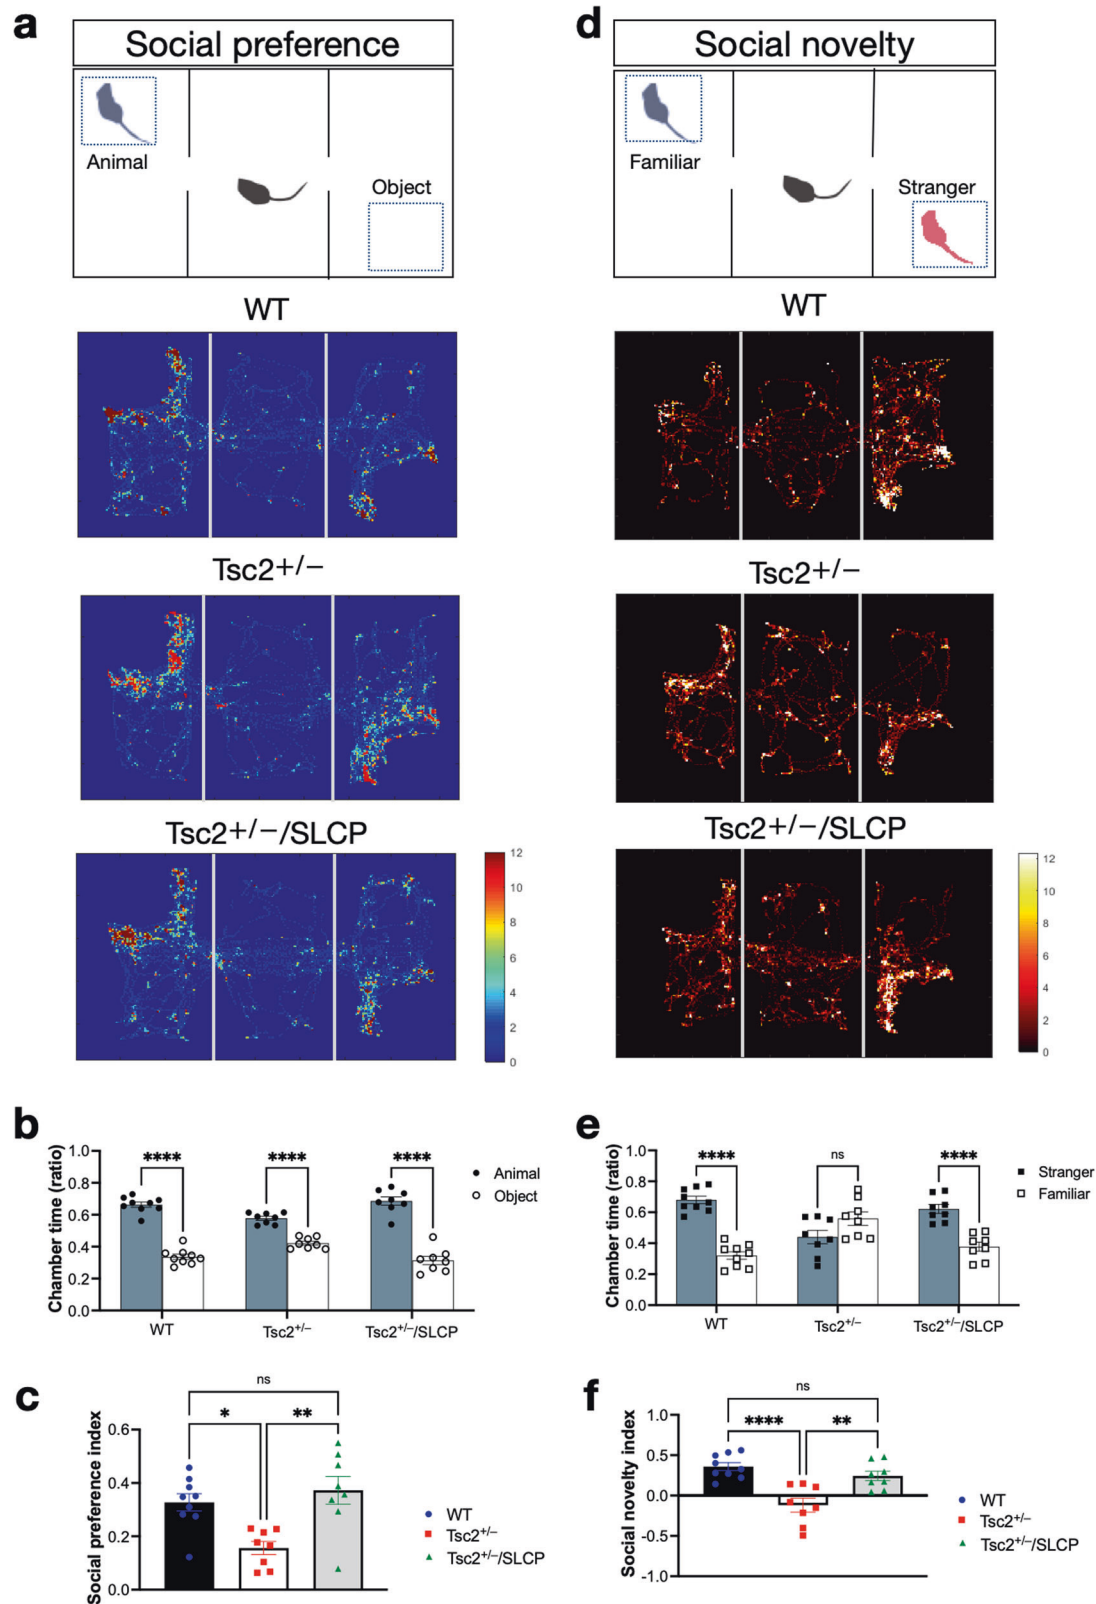 a
Social preference
Animal
Object
WT
Tsc2+/−
Tsc2+/−/SLCP
12
10
8
6
4
2
0
d
Social novelty
Familiar
Stranger
WT
Tsc2+/−
Tsc2+/−/SLCP
12
10
8
6
4
2
0
b
Chamber time (ratio)
1.0
0.8
0.6
0.4
0.2
0.0
****
****
****
Animal
Object
WT
Tsc2+/−
Tsc2+/−/SLCP
e
Chamber time (ratio)
1.0
0.8
0.6
0.4
0.2
0.0
****
ns
****
Stranger
Familiar
WT
Tsc2+/−
Tsc2+/−/SLCP
c
Social preference index
0.6
0.4
0.2
0.0
ns
*
**
WT
Tsc2+/−
Tsc2+/−/SLCP
f
Social novelty index
1.0
0.5
0.0
-0.5
-1.0
ns
****
**
WT
Tsc2+/−
Tsc2+/−/SLCP